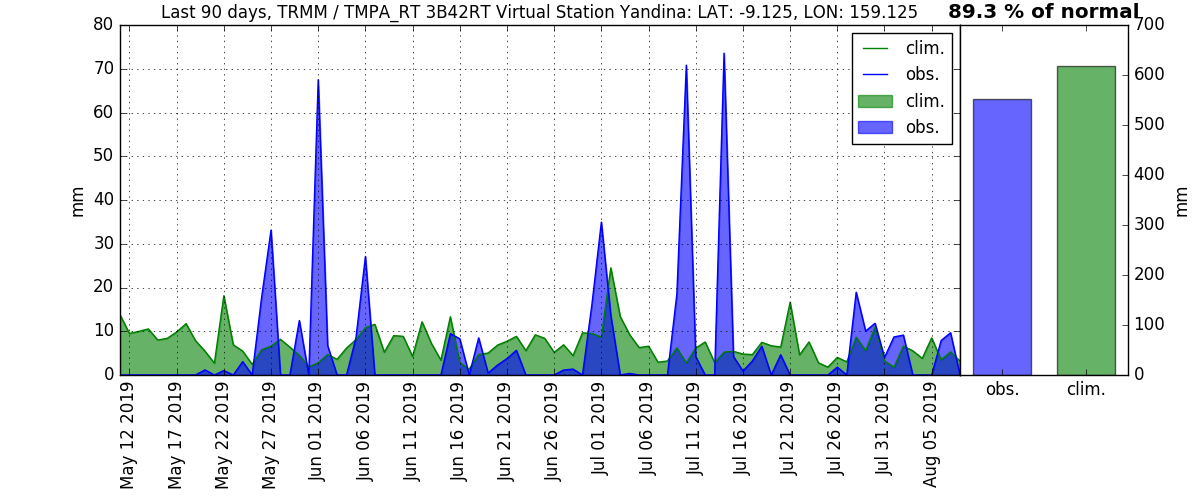 Last 90 days, TRMM / TMPA_RT 3B42RT Virtual Station Yandina: LAT: -9.125, LON: 159.125
89.3 % of normal
80
70
60
50
40
30
20
10
0
mm
clim.
obs.
clim.
obs.
May 12 2019
May 17 2019
May 22 2019
May 27 2019
Jun 01 2019
Jun 06 2019
Jun 11 2019
Jun 16 2019
Jun 21 2019
Jun 26 2019
Jul 01 2019
Jul 06 2019
Jul 11 2019
Jul 16 2019
Jul 21 2019
Jul 26 2019
Jul 31 2019
Aug 05 2019
700
600
500
400
300
200
100
0
mm
obs.
clim.